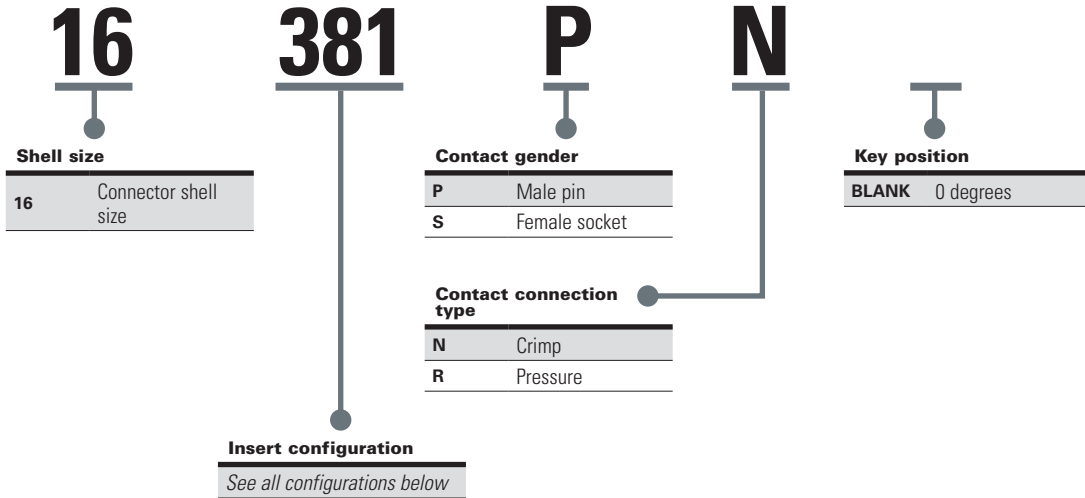 16 381 P N
Shell size
16 Connector shell
size
Contact gender
P Male pin
S Female socket
Key position
BLANK 0 degrees
Contact connection
type
N Crimp
R Pressure
Insert configuration
See all configurations below